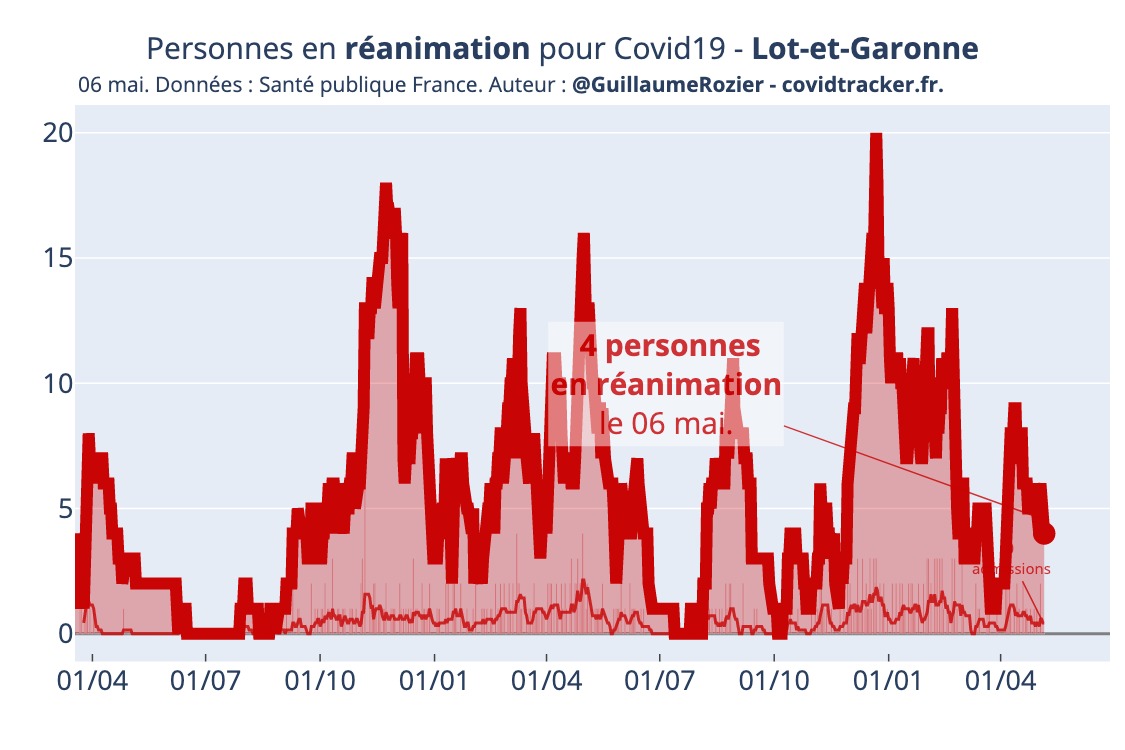 Personnes en réanimation pour Covid19 - Lot-et-Garonne
06 mai. Données : Santé publique France. Auteur : @GuillaumeRozier - covidtracker.fr.
20
15
10
5
0
4 personnes
en réanimation
le 06 mai.
admissions
01/04 01/07 01/10 01/01 01/04 01/07 01/10 01/01 01/04